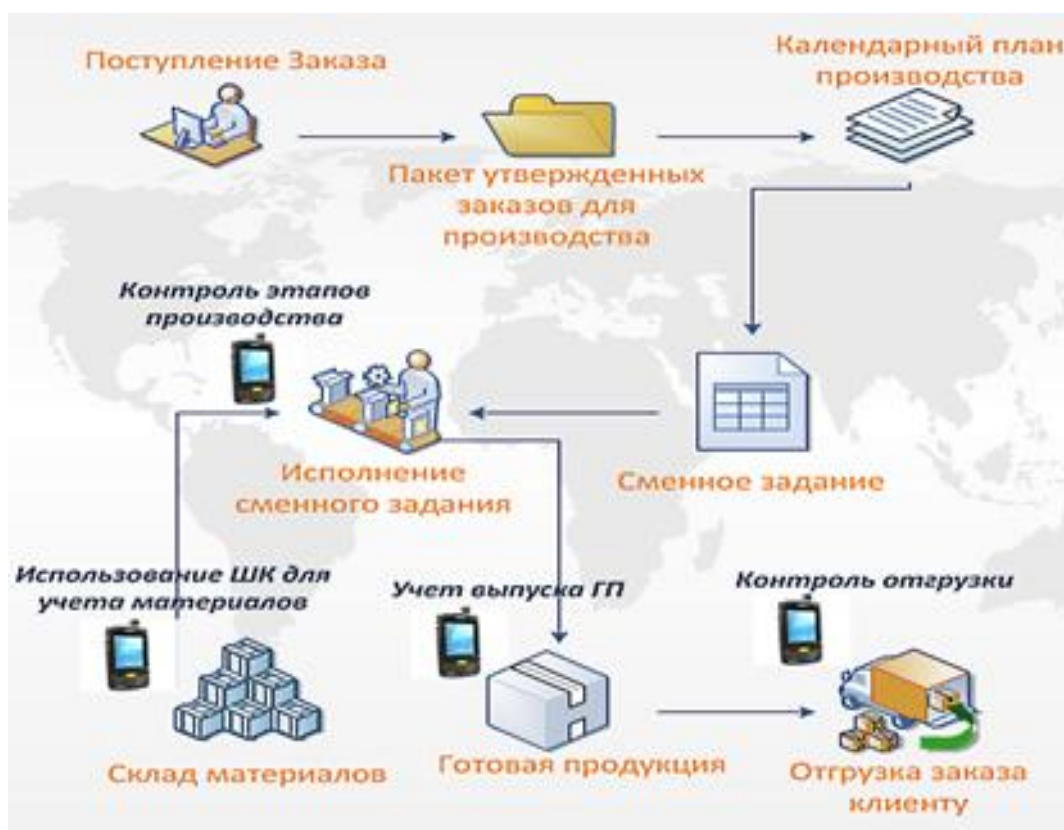 Поступление Заказа
Календарный план
производства
Пакет утвержденных
заказов для
производства
Контроль этапов
производства
Исполнение
сменного задания
Сменное задание
Использование ШК для
учета материалов
Учет выпуска ГП
Контроль отгрузки
Склад материалов
Готовая продукция
Отгрузка заказа
клиенту